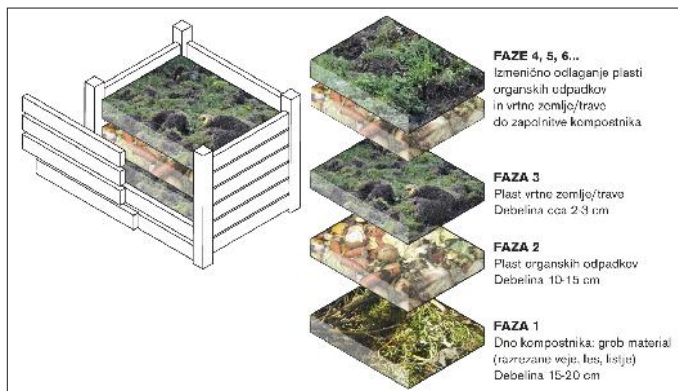 FAZE 4, 5, 6...
Izmenično odlaganje plasti
organskih odpadkov
in vrtne zemlje/trave
do zapolnitve kompostnika
FAZA 3
Plast vrtne zemlje/trave
Debelina cca 2-3 cm
FAZA 2
Plast organskih odpadkov
Debelina 10-15 cm
FAZA 1
Dno kompostnika: grob material
(razrezane veje, les, listje)
Debelina 15-20 cm